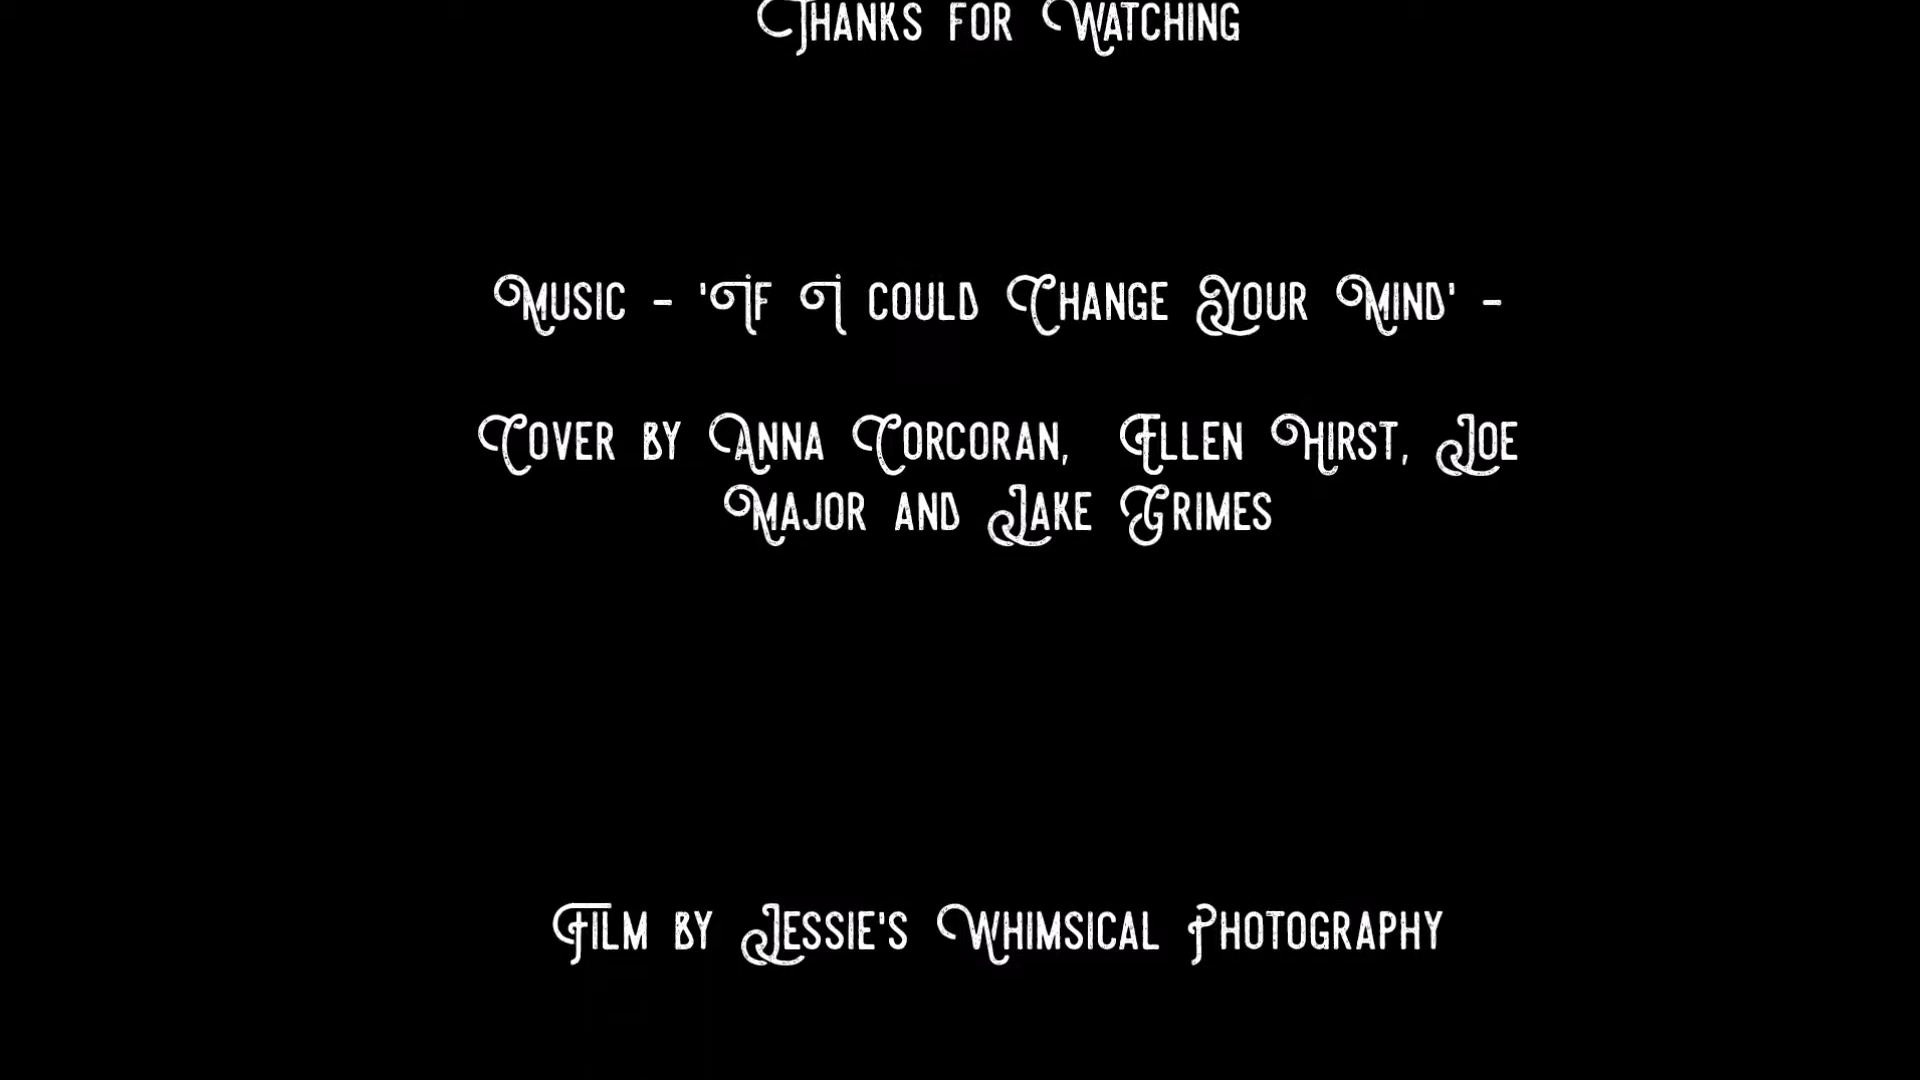 Thanks for Watching
Music - 'If I could Change Your Mind' -
Cover by Anna Corcoran,  Ellen Hirst, Joe
Major and Jake Grimes
Film by Jessie's Whimsical Photography